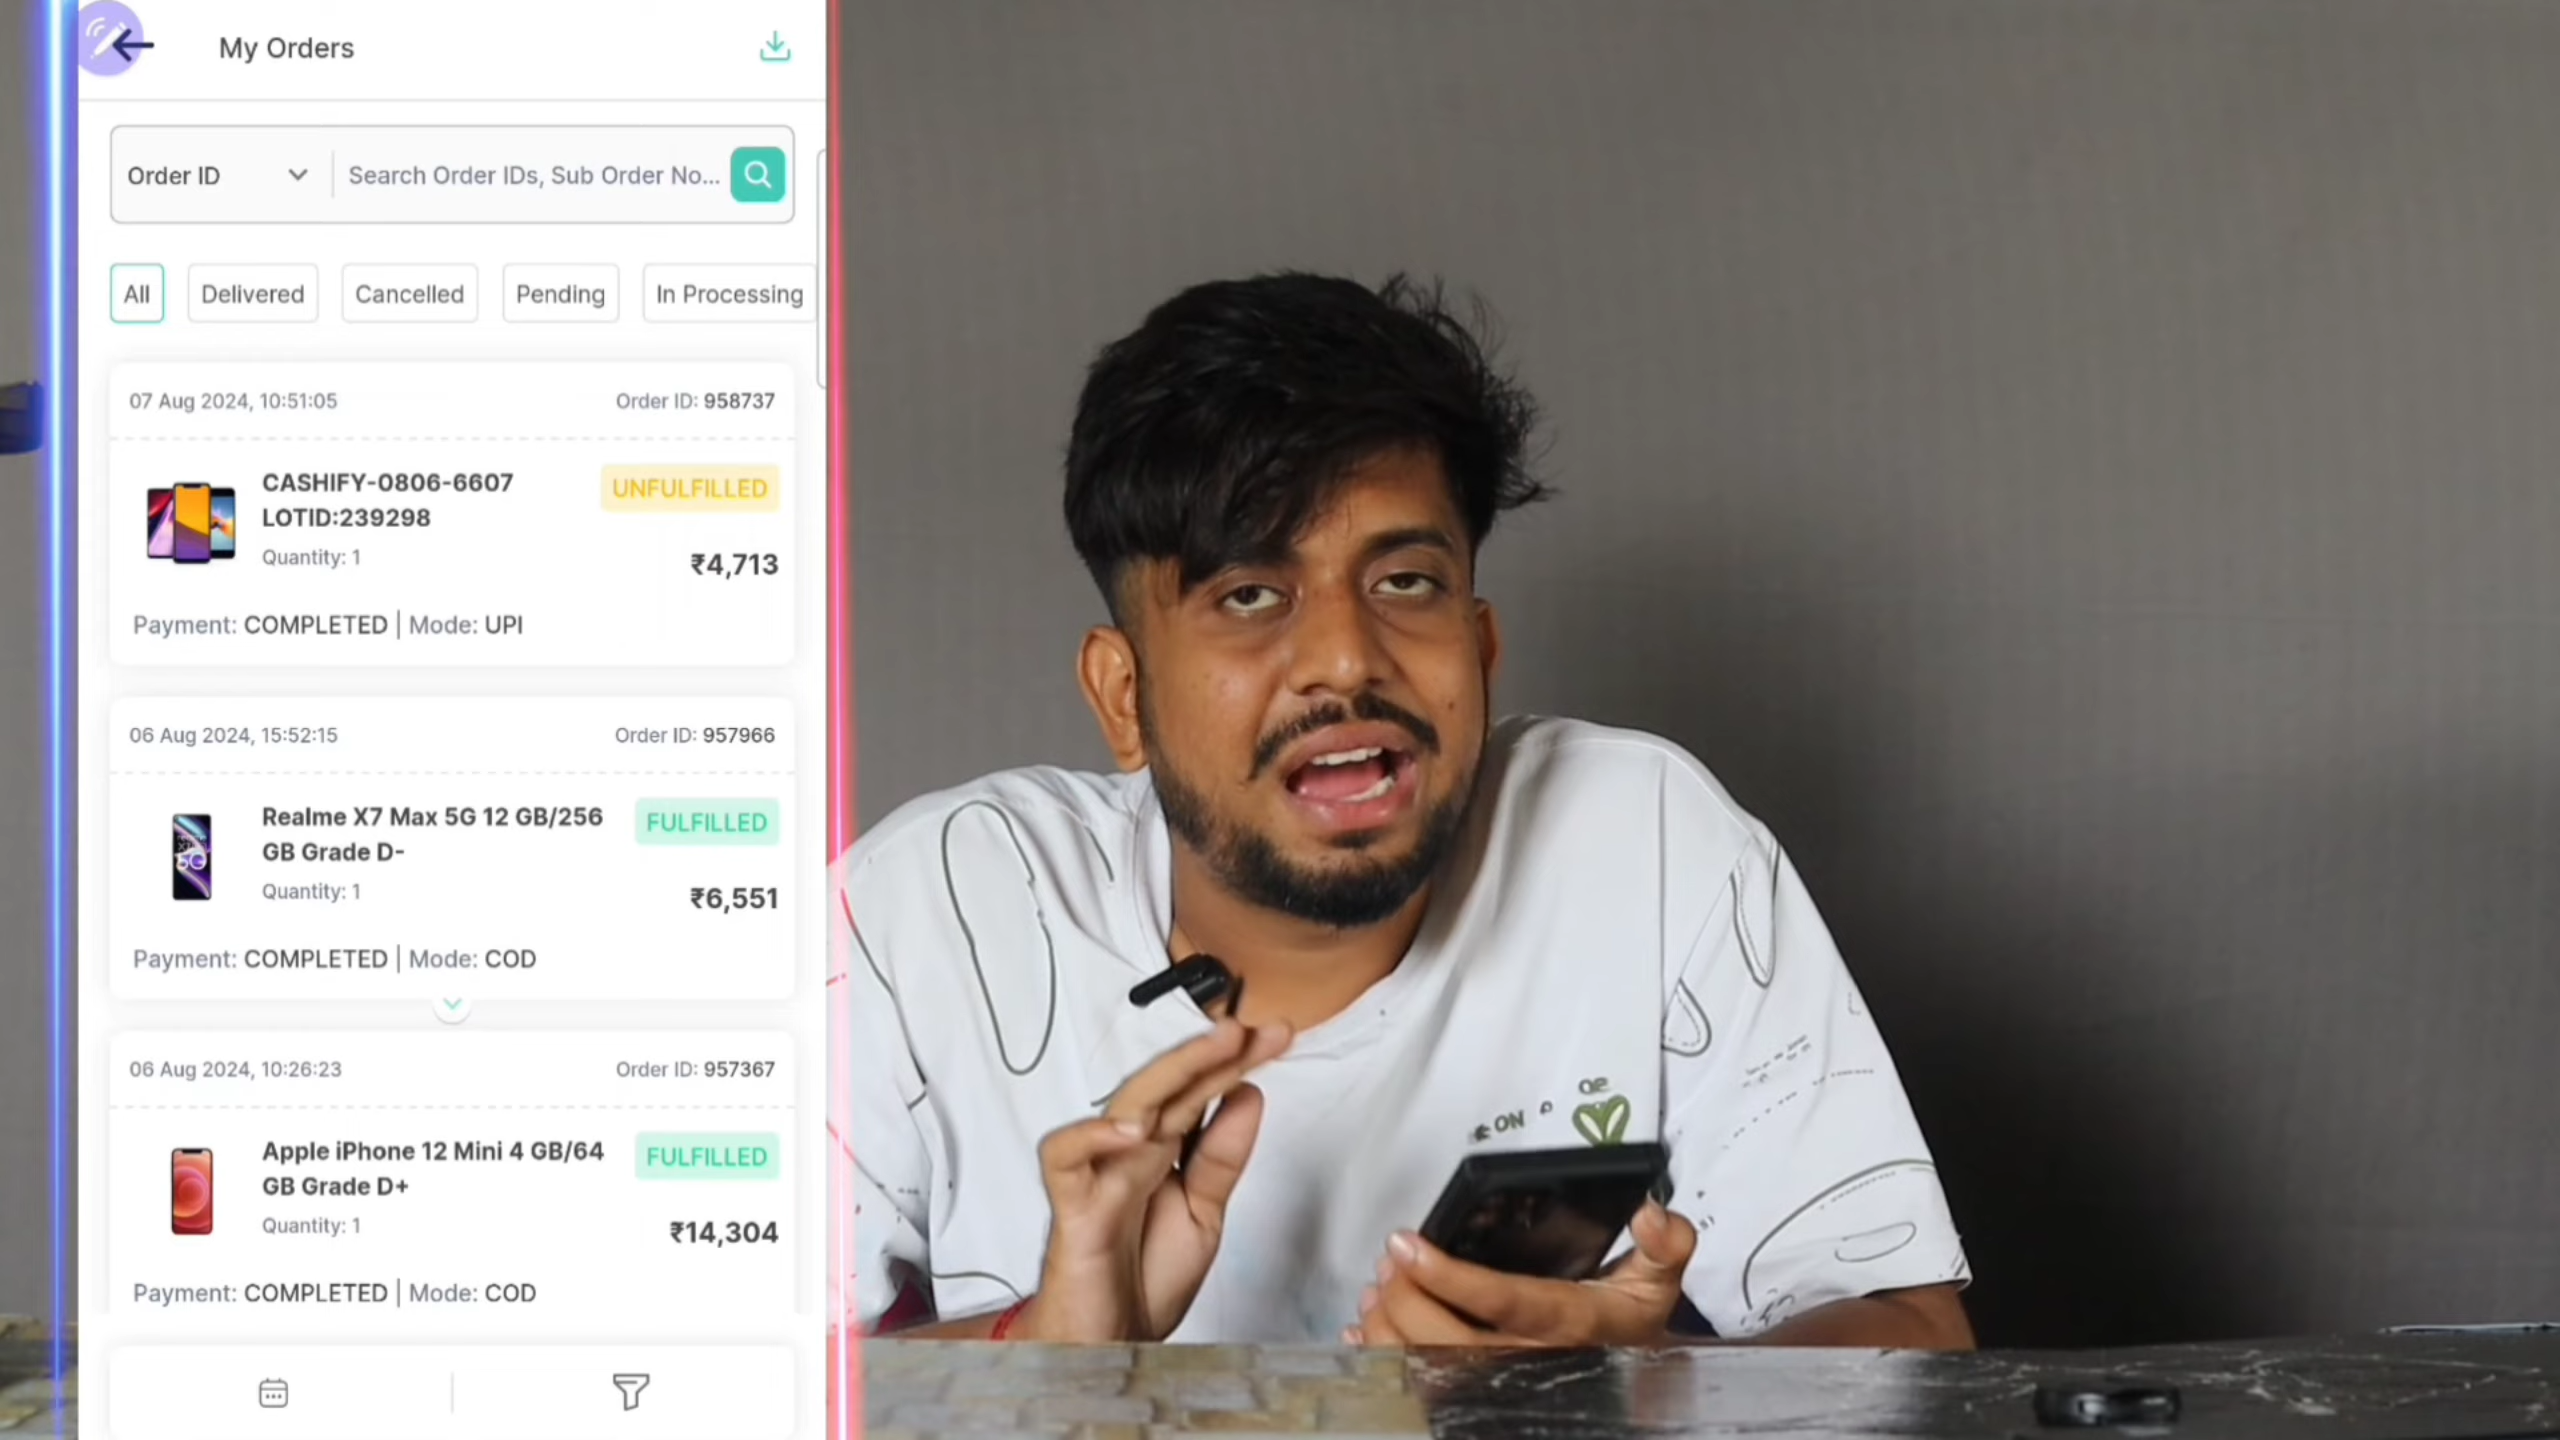 My Orders
Order ID
Search Order IDs, Sub Order No...
All
Delivered
Cancelled
Pending
In Processing
07 Aug 2024, 10:51:05
Order ID: 958737
CASHIFY-0806-6607
LOTID:239298
UNFULFILLED
Quantity: 1
₹4,713
Payment: COMPLETED | Mode: UPI
06 Aug 2024, 15:52:15
Order ID: 957966
Realme X7 Max 5G 12 GB/256
GB Grade D-
FULFILLED
Quantity: 1
₹6,551
Payment: COMPLETED | Mode: COD
06 Aug 2024, 10:26:23
Order ID: 957367
Apple iPhone 12 Mini 4 GB/64
GB Grade D+
FULFILLED
Quantity: 1
₹14,304
Payment: COMPLETED | Mode: COD
ON